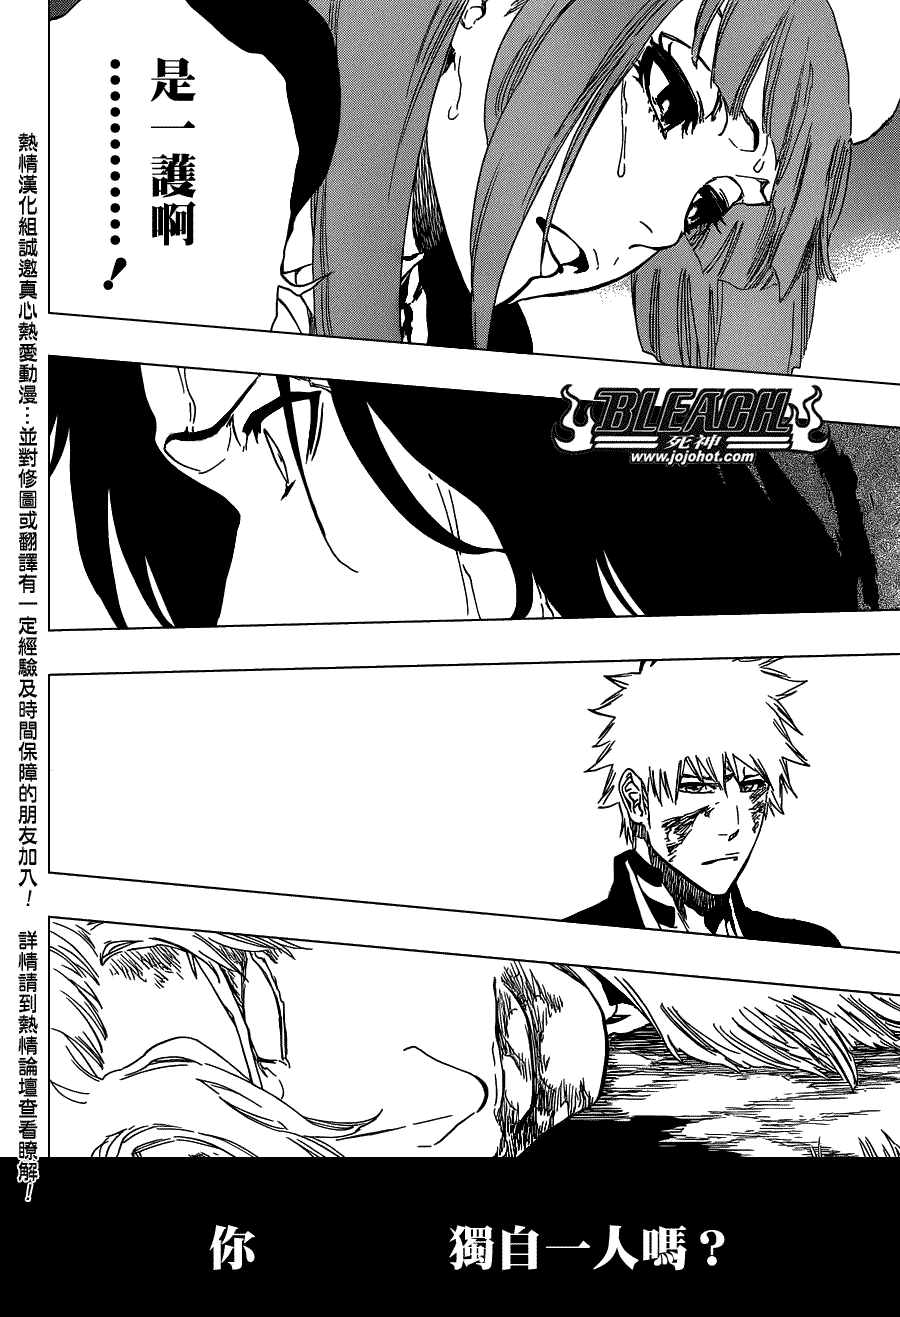 是一護啊
………！
BLEACH
死神
www.jojohot.com
熱情漢化組誠邀真心熱愛動漫…並對修圖或翻譯有一定經驗及時間保障的朋友加入！ 詳情請到熱情論壇查看瞭解！
你 獨自一人嗎？